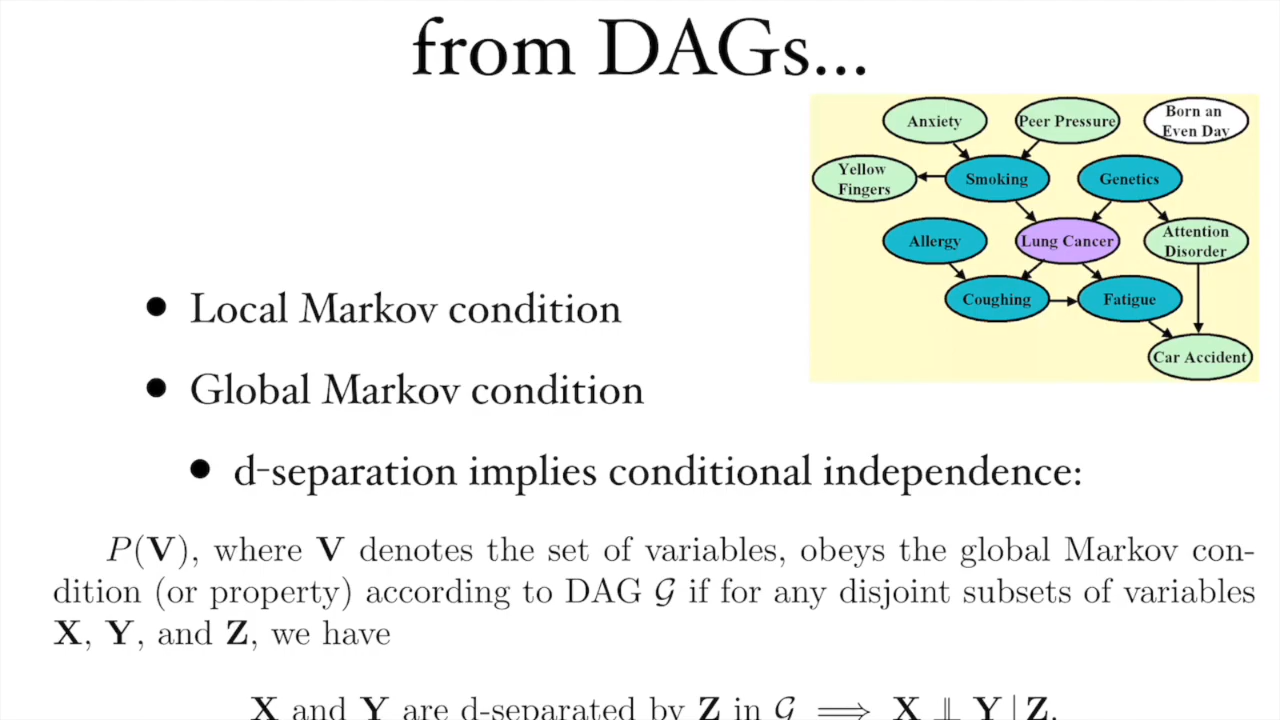 from DAGs...
Anxiety
Peer Pressure
Born an
Even Day
Yellow
Fingers
Smoking
Genetics
Allergy
Lung Cancer
Attention
Disorder
Coughing
Fatigue
Car Accident
• Local Markov condition
• Global Markov condition
• d-separation implies conditional independence:
P(V), where V denotes the set of variables, obeys the global Markov con-
dition (or property) according to DAG 𝒢 if for any disjoint subsets of variables
X, Y, and Z, we have
X and Y are d-separated by Z in 𝒢 ⟹ X ⫫ Y | Z.